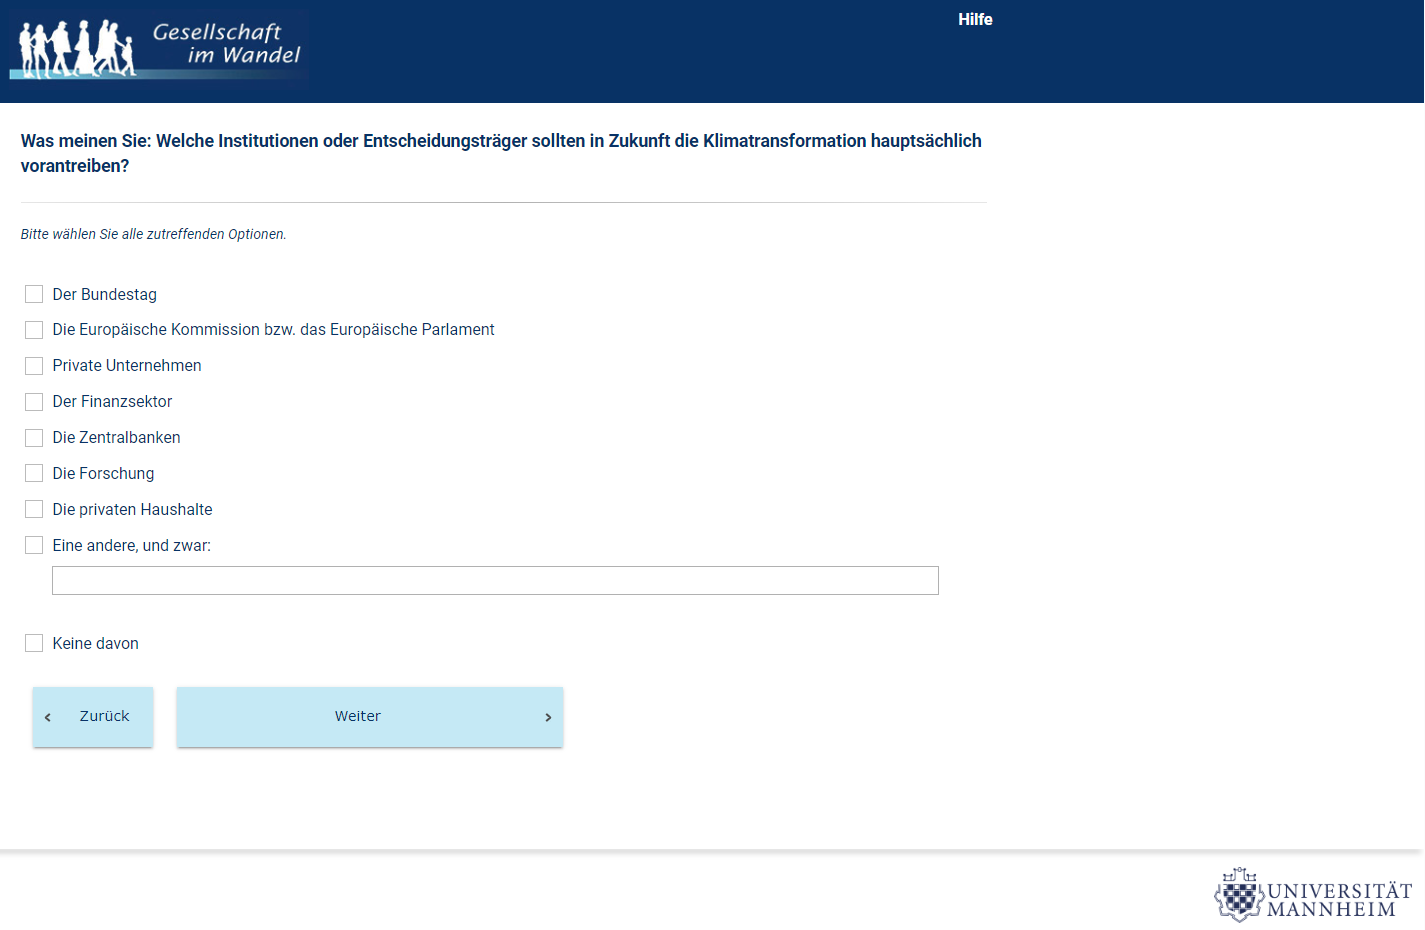 Gesellschaft
im Wandel
Hilfe
Was meinen Sie: Welche Institutionen oder Entscheidungsträger sollten in Zukunft die Klimatransformation hauptsächlich
vorantreiben?
Bitte wählen Sie alle zutreffenden Optionen.
Der Bundestag
Die Europäische Kommission bzw. das Europäische Parlament
Private Unternehmen
Der Finanzsektor
Die Zentralbanken
Die Forschung
Die privaten Haushalte
Eine andere, und zwar:
Keine davon
Zurück
Weiter
UNIVERSITÄT
MANNHEIM